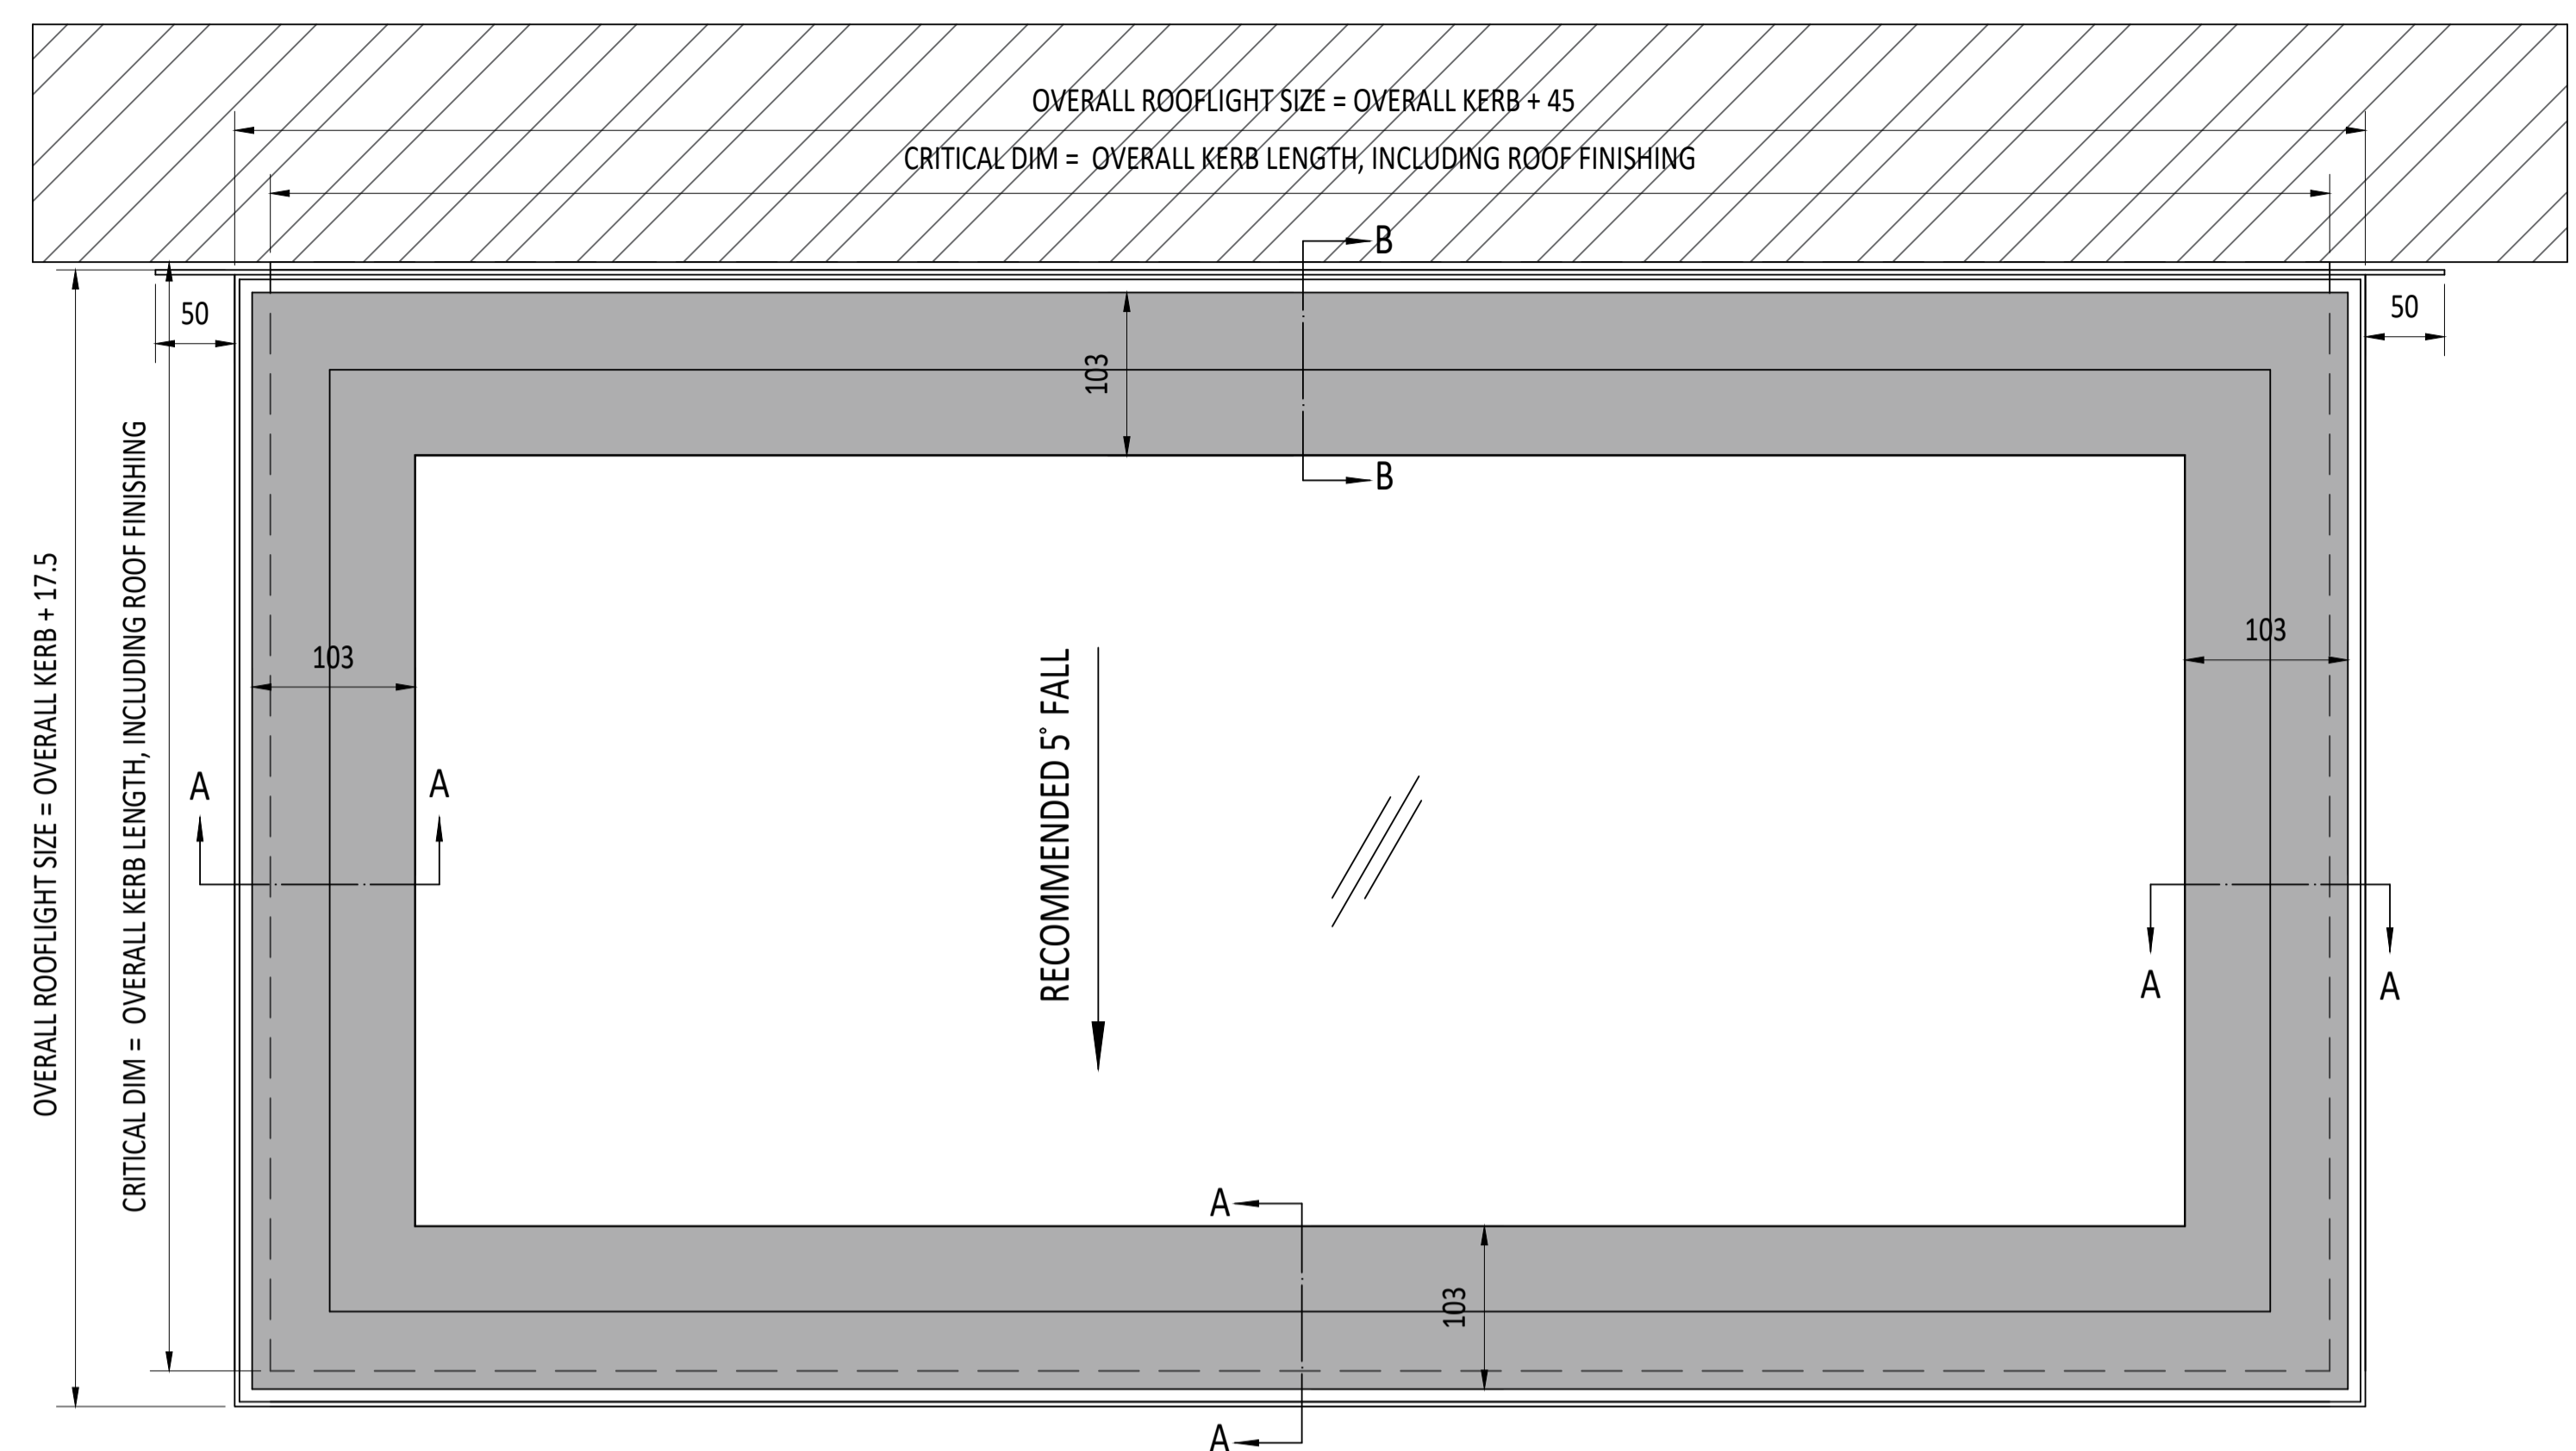 OVERALL ROOFLIGHT SIZE = OVERALL KERB + 45
CRITICAL DIM = OVERALL KERB LENGTH, INCLUDING ROOF FINISHING
B
50
50
103
B
OVERALL ROOFLIGHT SIZE = OVERALL KERB + 17.5
CRITICAL DIM = OVERALL KERB LENGTH, INCLUDING ROOF FINISHING
103
103
RECOMMENDED 5° FALL
A
A
A
A
A
103
A